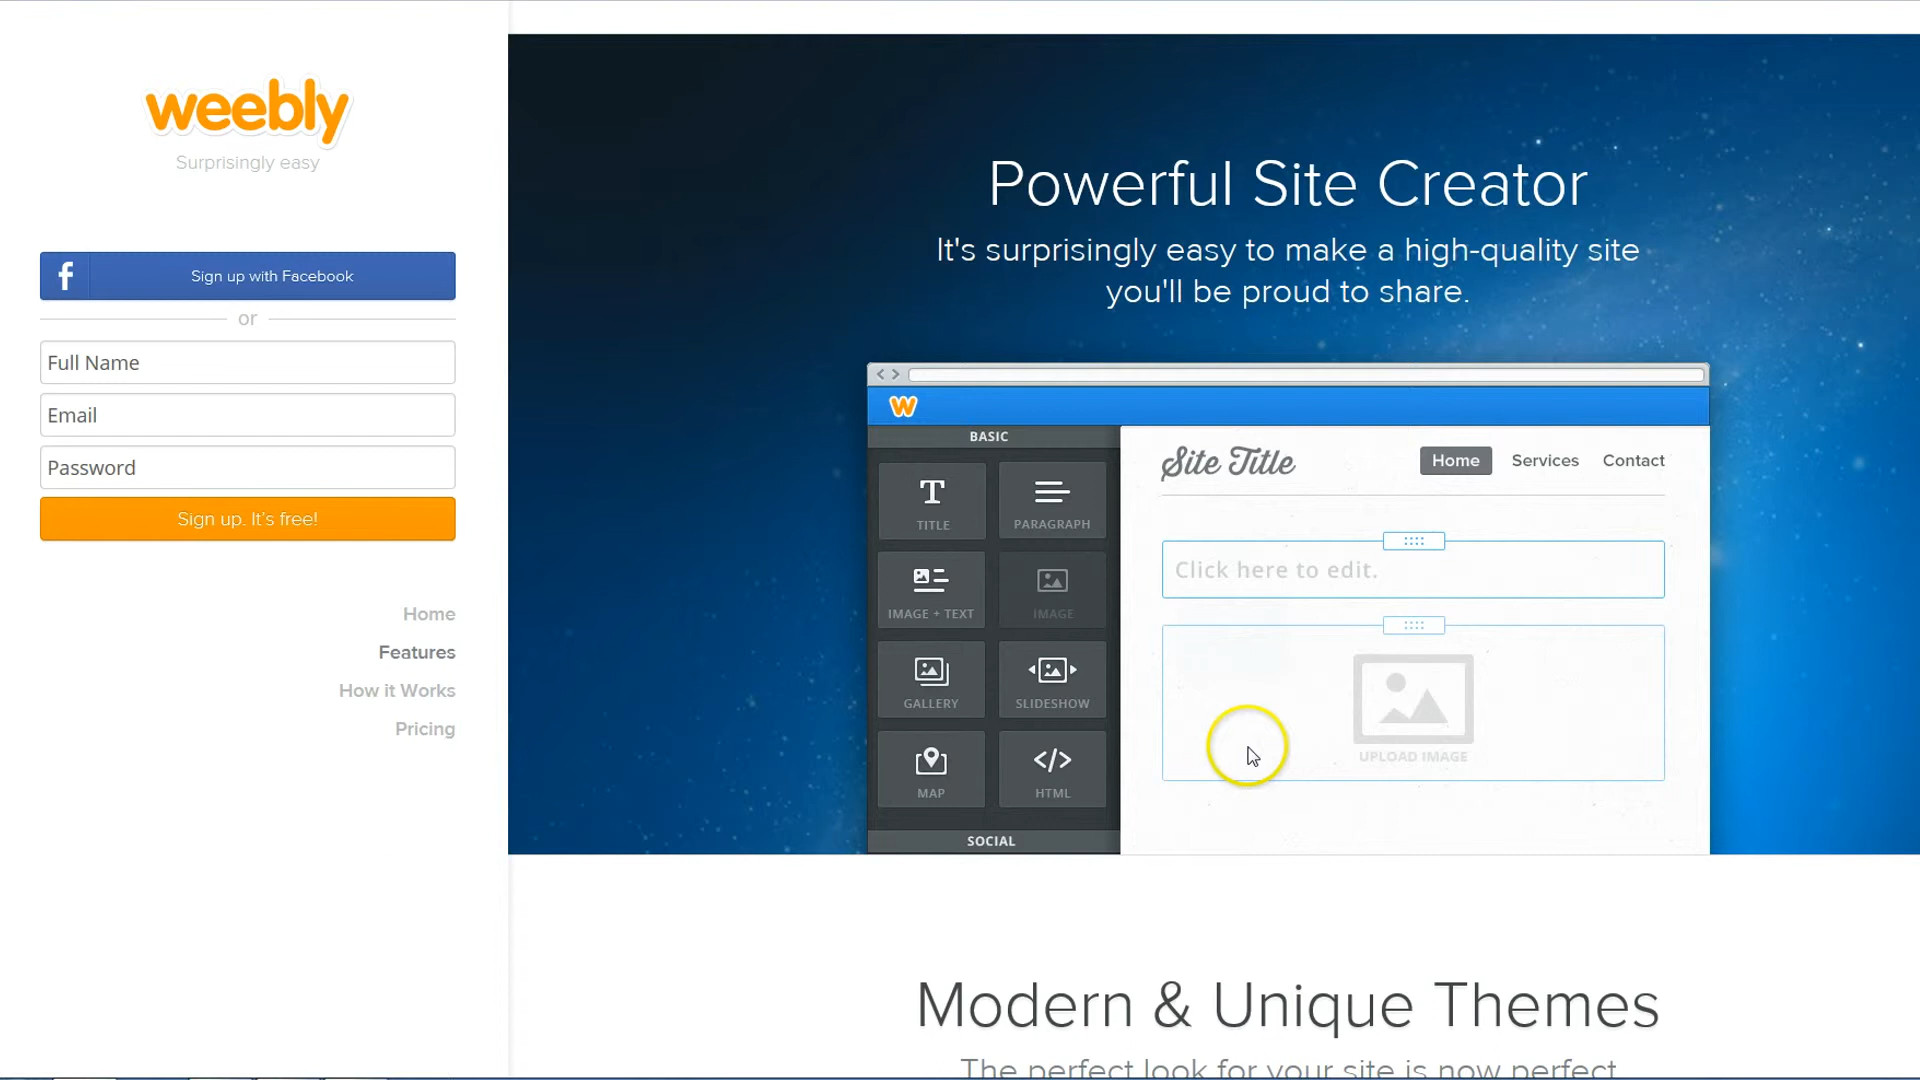 weebly
Surprisingly easy
f Sign up with Facebook
or
Full Name
Email
Password
Sign up. It's free!
Home
Features
How it Works
Pricing
Powerful Site Creator
It's surprisingly easy to make a high-quality site
you'll be proud to share.
W
BASIC
TITLE
PARAGRAPH
IMAGE + TEXT
IMAGE
GALLERY
SLIDESHOW
MAP
HTML
SOCIAL
Site Title
Home Services Contact
Click here to edit.
UPLOAD IMAGE
Modern & Unique Themes
The perfect look for your site is now perfect